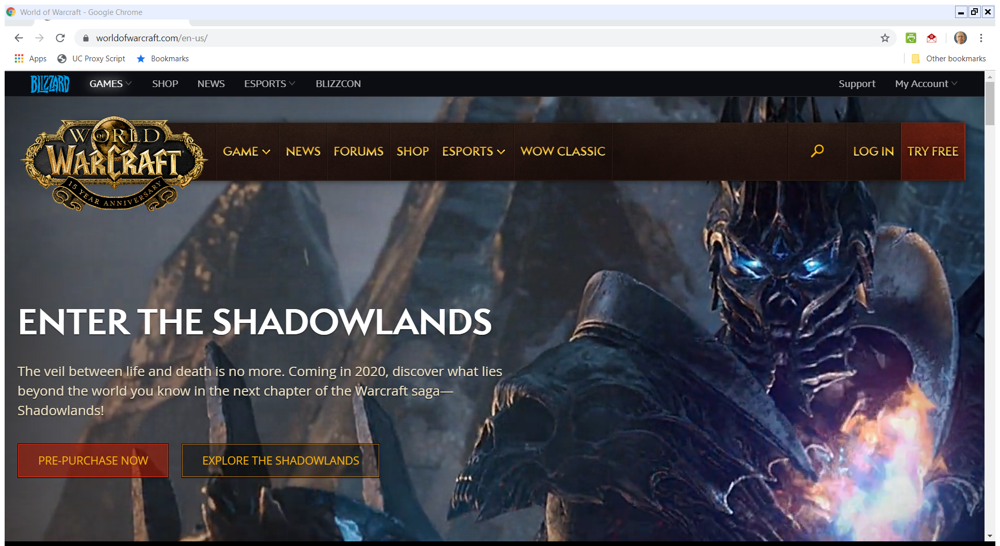 World of Warcraft - Google Chrome
worldofwarcraft.com/en-us/
Apps UC Proxy Script Bookmarks Other bookmarks
BLIZZARD GAMES SHOP NEWS ESPORTS BLIZZCON Support My Account
WORLD OF WARCRAFT
15 YEAR ANNIVERSARY
GAME NEWS FORUMS SHOP ESPORTS WOW CLASSIC LOG IN TRY FREE
ENTER THE SHADOWLANDS
The veil between life and death is no more. Coming in 2020, discover what lies
beyond the world you know in the next chapter of the Warcraft saga—
Shadowlands!
PRE-PURCHASE NOW EXPLORE THE SHADOWLANDS